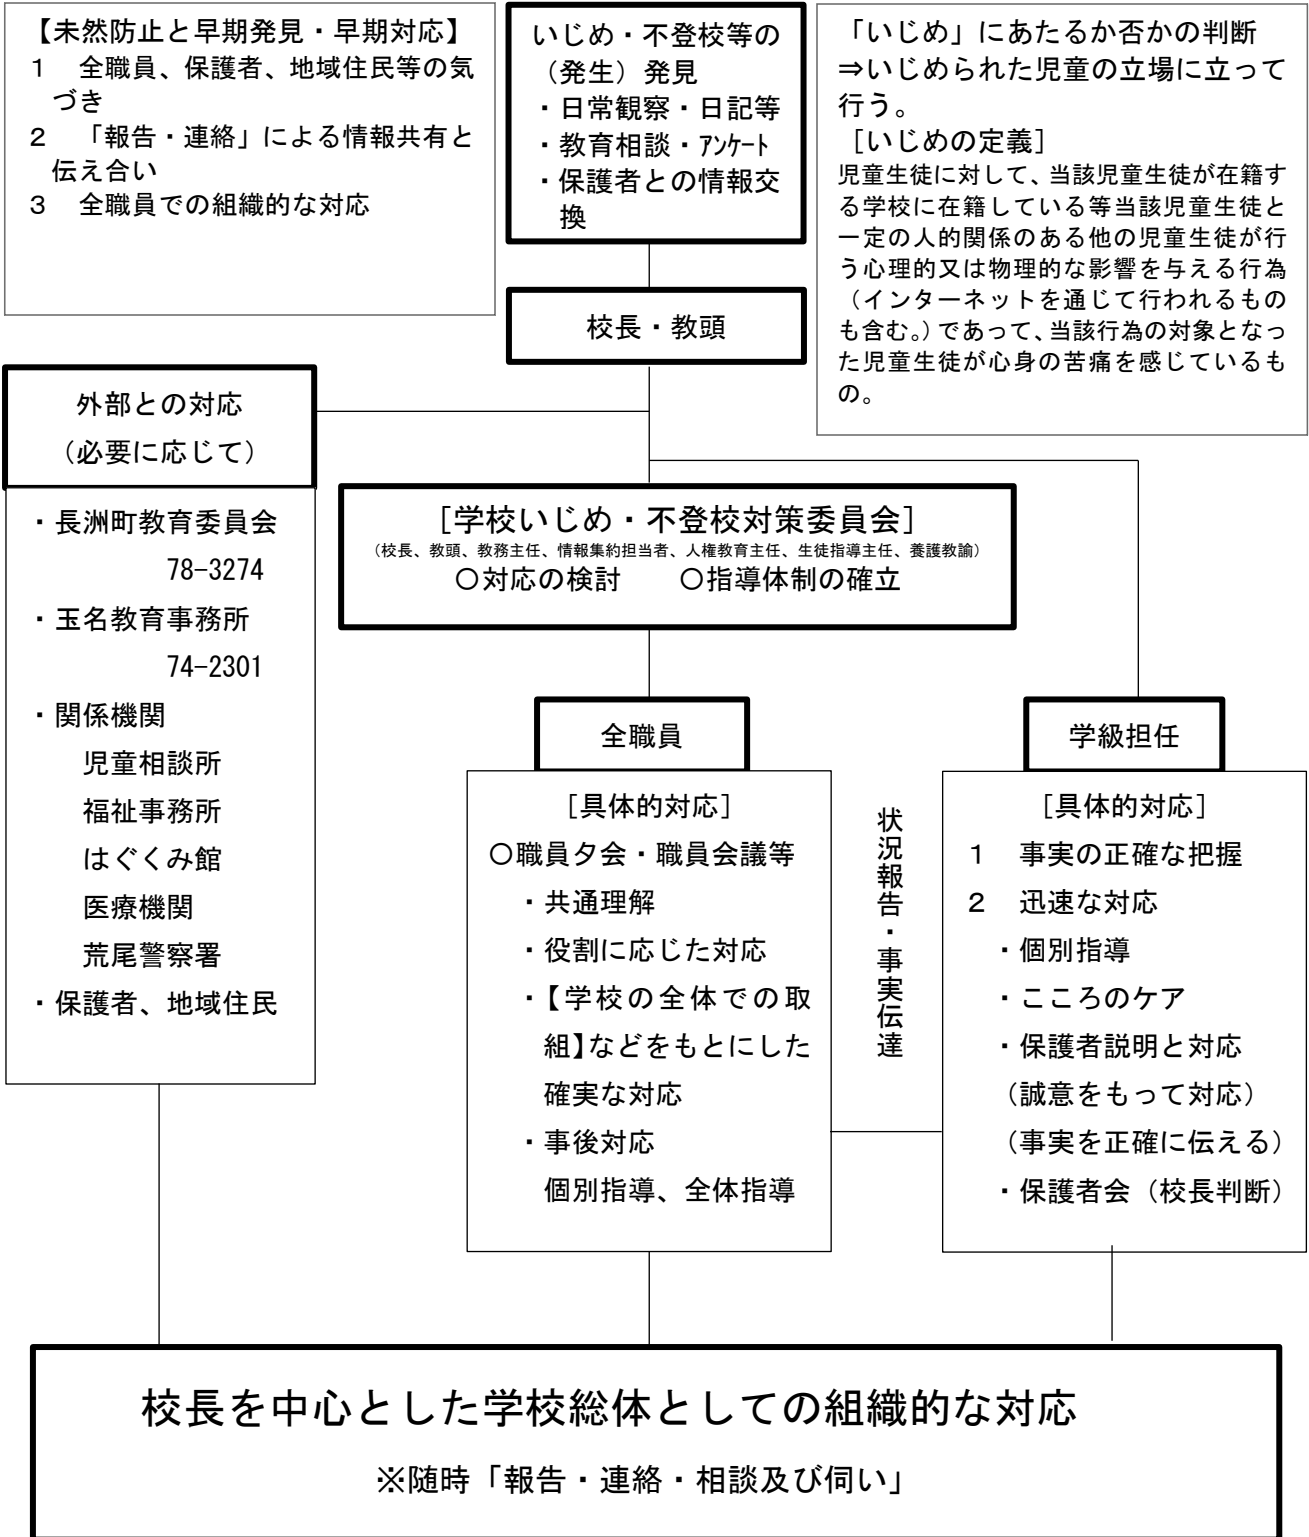 【未然防止と早期発見・早期対応】
１　全職員、保護者、地域住民等の気
づき
２　「報告・連絡」による情報共有と
伝え合い
３　全職員での組織的な対応
いじめ・不登校等の
（発生）発見
・日常観察・日記等
・教育相談・ｱﾝｹｰﾄ
・保護者との情報交
換
「いじめ」にあたるか否かの判断
⇒いじめられた児童の立場に立って
行う。
［いじめの定義］
児童生徒に対して、当該児童生徒が在籍す
る学校に在籍している等当該児童生徒と
一定の人的関係のある他の児童生徒が行
う心理的又は物理的な影響を与える行為
（インターネットを通じて行われるもの
も含む。）であって、当該行為の対象となっ
た児童生徒が心身の苦痛を感じているも
の。
校長・教頭
外部との対応
（必要に応じて）
・長洲町教育委員会
78-3274
・玉名教育事務所
74-2301
・関係機関
児童相談所
福祉事務所
はぐくみ館
医療機関
荒尾警察署
・保護者、地域住民
［学校いじめ・不登校対策委員会］
（校長、教頭、教務主任、情報集約担当者、人権教育主任、生徒指導主任、養護教諭）
○対応の検討　　○指導体制の確立
全職員
［具体的対応］
○職員夕会・職員会議等
・共通理解
・役割に応じた対応
・【学校の全体での取
組】などをもとにした
確実な対応
・事後対応
個別指導、全体指導
状況報告・事実伝達
学級担任
［具体的対応］
１　事実の正確な把握
２　迅速な対応
・個別指導
・こころのケア
・保護者説明と対応
（誠意をもって対応）
（事実を正確に伝える）
・保護者会（校長判断）
校長を中心とした学校総体としての組織的な対応
※随時「報告・連絡・相談及び伺い」